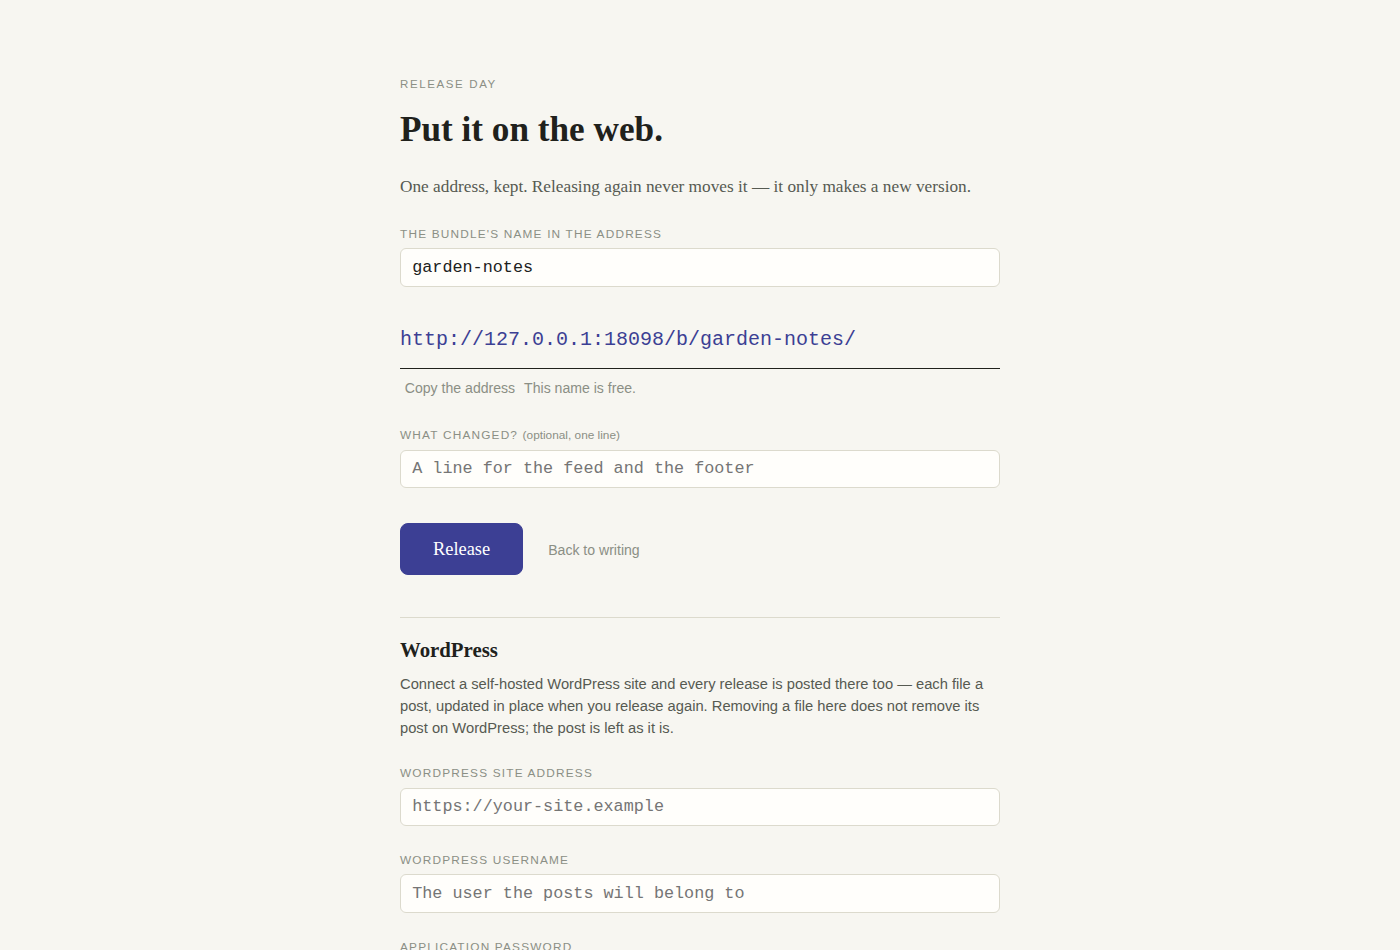 RELEASE DAY
Put it on the web.
One address, kept. Releasing again never moves it — it only makes a new version.
THE BUNDLE'S NAME IN THE ADDRESS
garden-notes
http://127.0.0.1:18098/b/garden-notes/
Copy the address This name is free.
WHAT CHANGED? (optional, one line)
A line for the feed and the footer
Release Back to writing
WordPress
Connect a self-hosted WordPress site and every release is posted there too — each file a
post, updated in place when you release again. Removing a file here does not remove its
post on WordPress; the post is left as it is.
WORDPRESS SITE ADDRESS
https://your-site.example
WORDPRESS USERNAME
The user the posts will belong to
APPLICATION PASSWORD